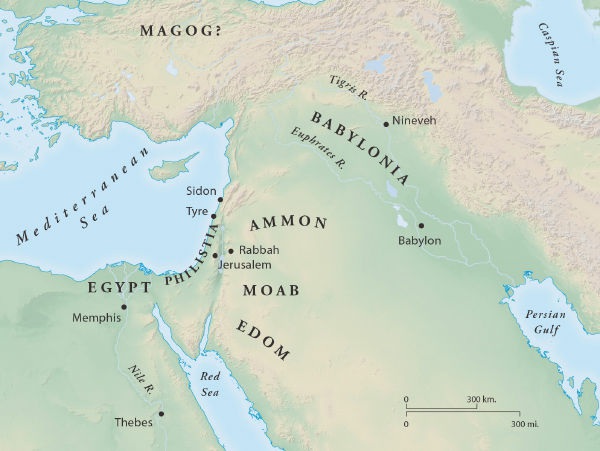 MAGOG?
Caspian Sea
Tigris R.
Nineveh
BABYLONIA
Euphrates R.
Mediterranean
Sea
Sidon
Tyre
PHILISTIA
AMMON
Babylon
Rabbah
Jerusalem
EGYPT
MOAB
Memphis
EDOM
Persian
Gulf
Nile R.
Red
Sea
Thebes
0 300 km.
0 300 mi.